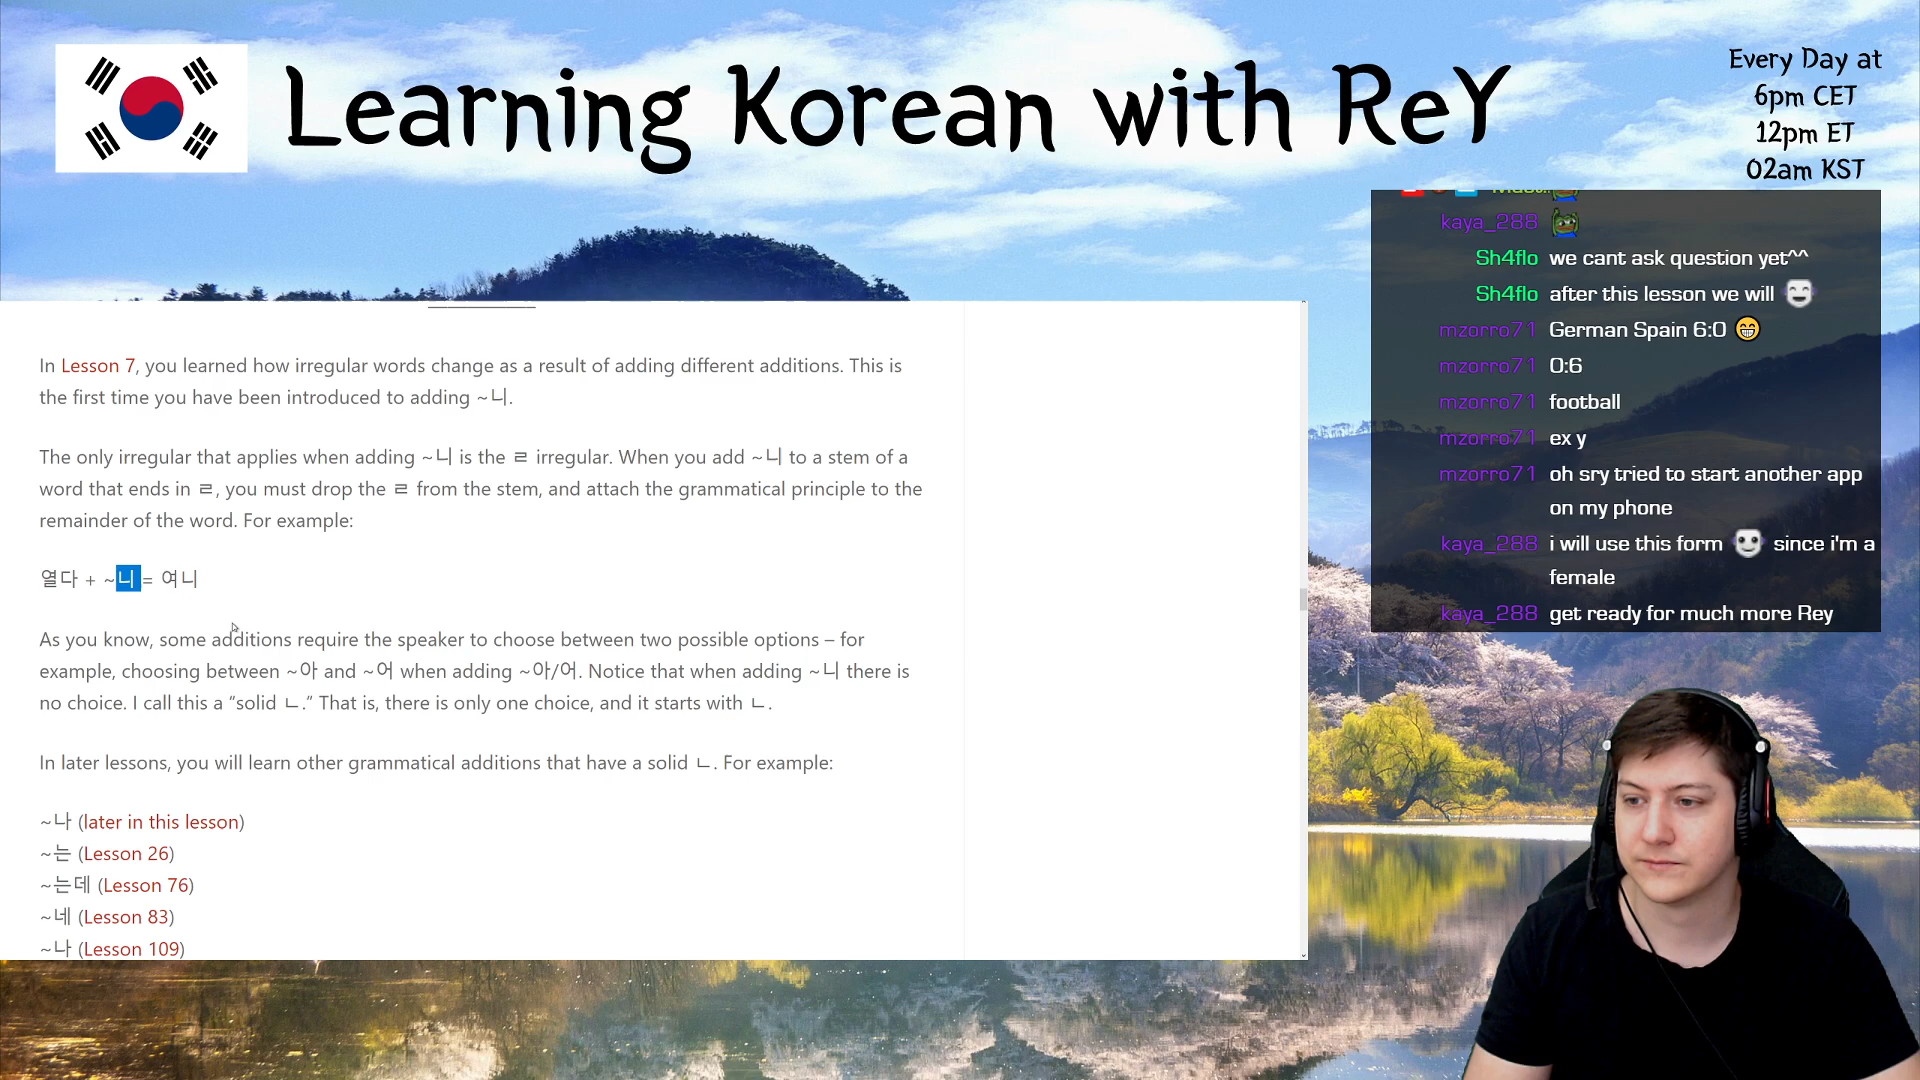 Learning Korean with ReY
Every Day at
6pm CET
12pm ET
02am KST
kaya_288
Sh4flo we cant ask question yet^^
Sh4flo after this lesson we will
mzorro71 German Spain 6:0
mzorro71 0:6
mzorro71 football
mzorro71 ex y
mzorro71 oh sry tried to start another app
on my phone
kaya_288 i will use this form since i'm a
female
kaya_288 get ready for much more Rey
In Lesson 7, you learned how irregular words change as a result of adding different additions. This is
the first time you have been introduced to adding ~니.
The only irregular that applies when adding ~니 is the ㄹ irregular. When you add ~니 to a stem of a
word that ends in ㄹ, you must drop the ㄹ from the stem, and attach the grammatical principle to the
remainder of the word. For example:
열다 + ~니 = 여니
As you know, some additions require the speaker to choose between two possible options – for
example, choosing between ~아 and ~어 when adding ~아/어. Notice that when adding ~니 there is
no choice. I call this a “solid ㄴ.” That is, there is only one choice, and it starts with ㄴ.
In later lessons, you will learn other grammatical additions that have a solid ㄴ. For example:
~나 (later in this lesson)
~는 (Lesson 26)
~는데 (Lesson 76)
~네 (Lesson 83)
~나 (Lesson 109)